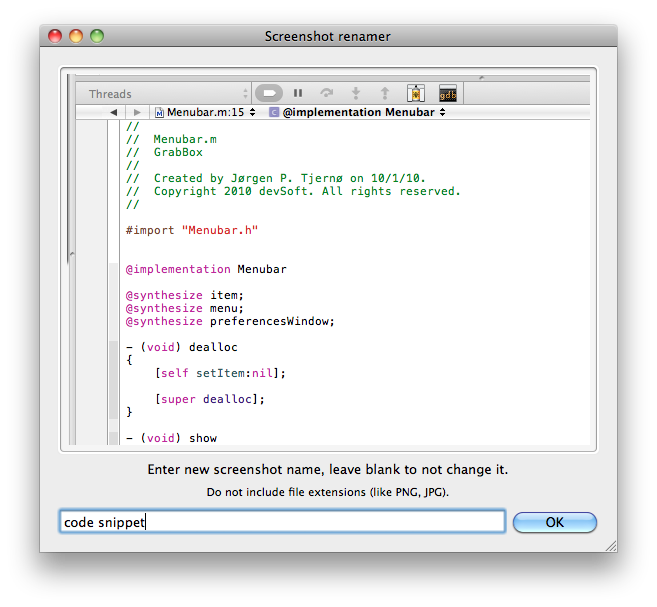 Screenshot renamer
Threads
gdb
Menubar.m:15 @implementation Menubar
//
// Menubar.m
// GrabBox
//
// Created by Jørgen P. Tjernø on 10/1/10.
// Copyright 2010 devSoft. All rights reserved.
//
#import "Menubar.h"
@implementation Menubar
@synthesize item;
@synthesize menu;
@synthesize preferencesWindow;
- (void) dealloc
{
[self setItem:nil];
[super dealloc];
}
- (void) show
Enter new screenshot name, leave blank to not change it.
Do not include file extensions (like PNG, JPG).
code snippet
OK